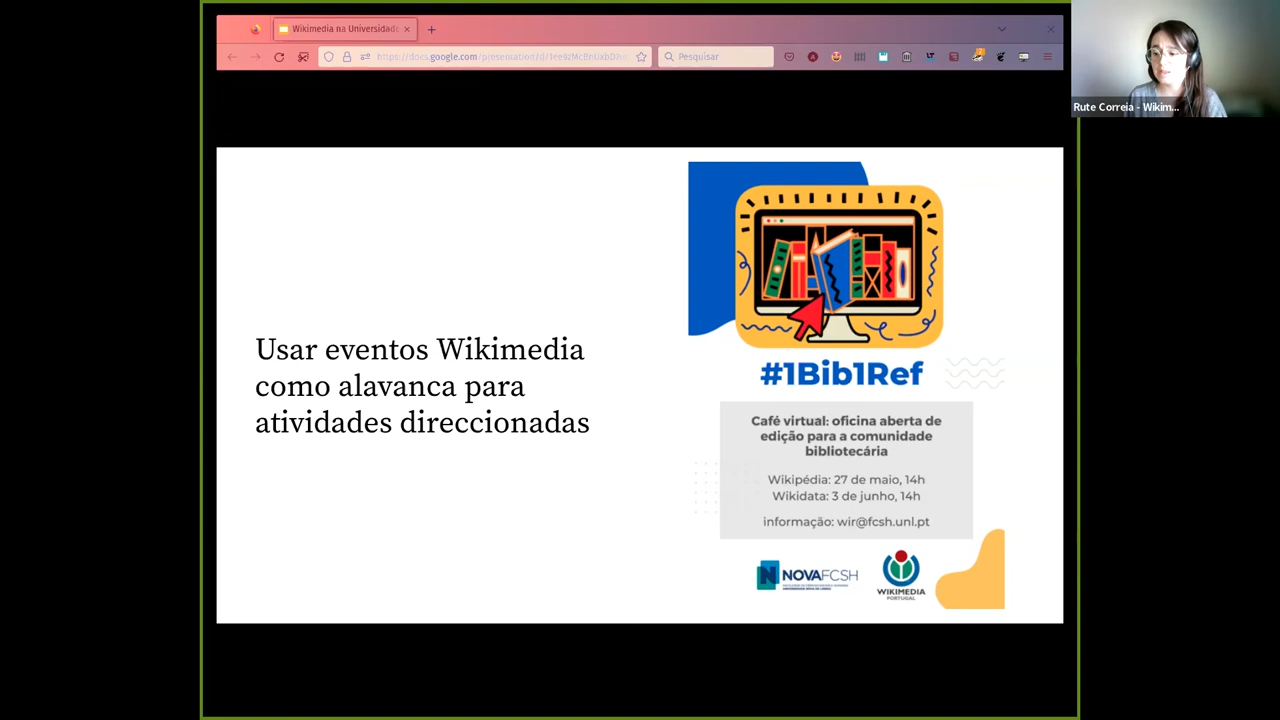 Wikimedia na Universidade
https://docs.google.com/presentation/d/
Pesquisar
Rute Correia - Wikim...
Usar eventos Wikimedia
como alavanca para
atividades direccionadas
#1Bib1Ref
Café virtual: oficina aberta de
edição para a comunidade
bibliotecária
Wikipédia: 27 de maio, 14h
Wikidata: 3 de junho, 14h
informação: wir@fcsh.unl.pt
NOVAFCSH
WIKIMEDIA
PORTUGAL